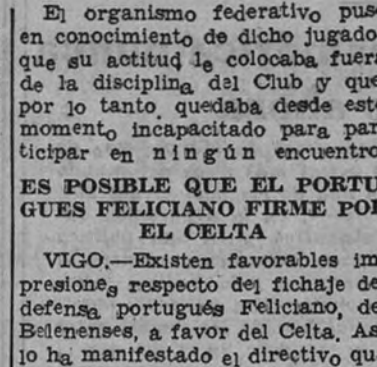 El organismo federativo puso
en conocimiento de dicho jugado
que su actitud le colocaba fuera
de la disciplina del Club y que
por lo tanto, quedaba desde est
momento incapacitado para par
ticipar en ningún encuentro
ES POSIBLE QUE EL PORTU
GUES FELICIANO FIRME POR
EL CELTA
VIGO.—Existen favorables im
presiones respecto del fichaje de
defensa portugués Feliciano, de
Belenenses, a favor del Celta. As
lo ha manifestado el directivo qu